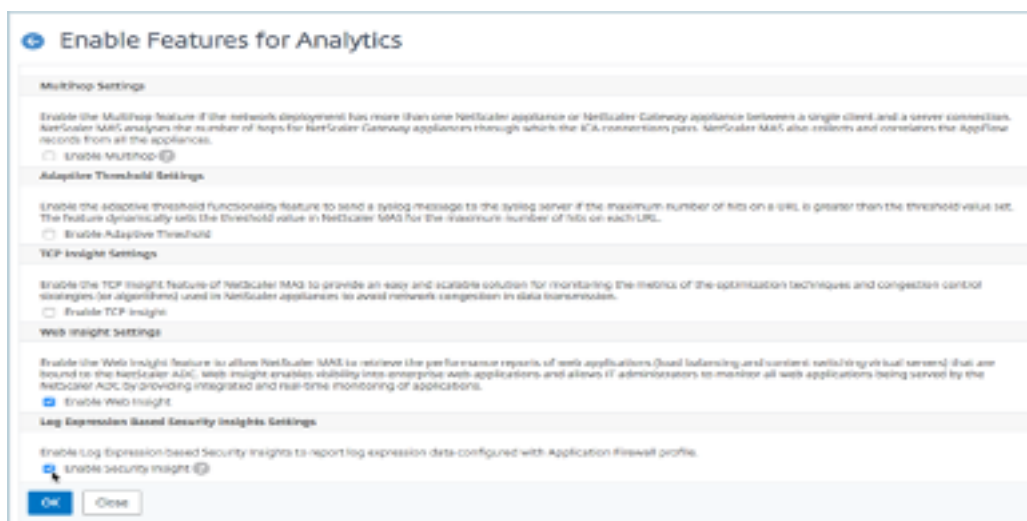 Enable Features for Analytics
Multihop Settings
Enable the Multihop feature if the network deployment has more than one NetScaler appliance or NetScaler Gateway appliance between a single client and a server connection.
NetScaler MAS analyses the number of hops for NetScaler Gateway appliances through which the ICA connections pass. NetScaler MAS also collects and correlates the AppFlow
records from all the appliances.
Enable Multihop
Adaptive Threshold Settings
Enable the adaptive threshold functionality feature to send a syslog message to the syslog server if the maximum number of hits on a URL is greater than the threshold value set.
The feature dynamically sets the threshold value in NetScaler MAS for the maximum number of hits on each URL.
Enable Adaptive Threshold
TCP Insight Settings
Enable the TCP Insight feature of NetScaler MAS to provide an easy and scalable solution for monitoring the metrics of the optimization techniques and congestion control
strategies (or algorithms) used in NetScaler appliances to avoid network congestion in data transmission.
Enable TCP Insight
Web Insight Settings
Enable the Web Insight feature to allow NetScaler MAS to retrieve the performance reports of web applications (load balancing and content switching virtual servers) that are
bound to the NetScaler ADC. Web Insight enables visibility into enterprise web applications and allows IT administrators to monitor all web applications being served by the
NetScaler ADC by providing integrated and real-time monitoring of applications.
Enable Web Insight
Log Expression Based Security Insights Settings
Enable Log Expression based Security Insights to report log expression data configured with Application Firewall profile.
Enable Security Insight
OK Close